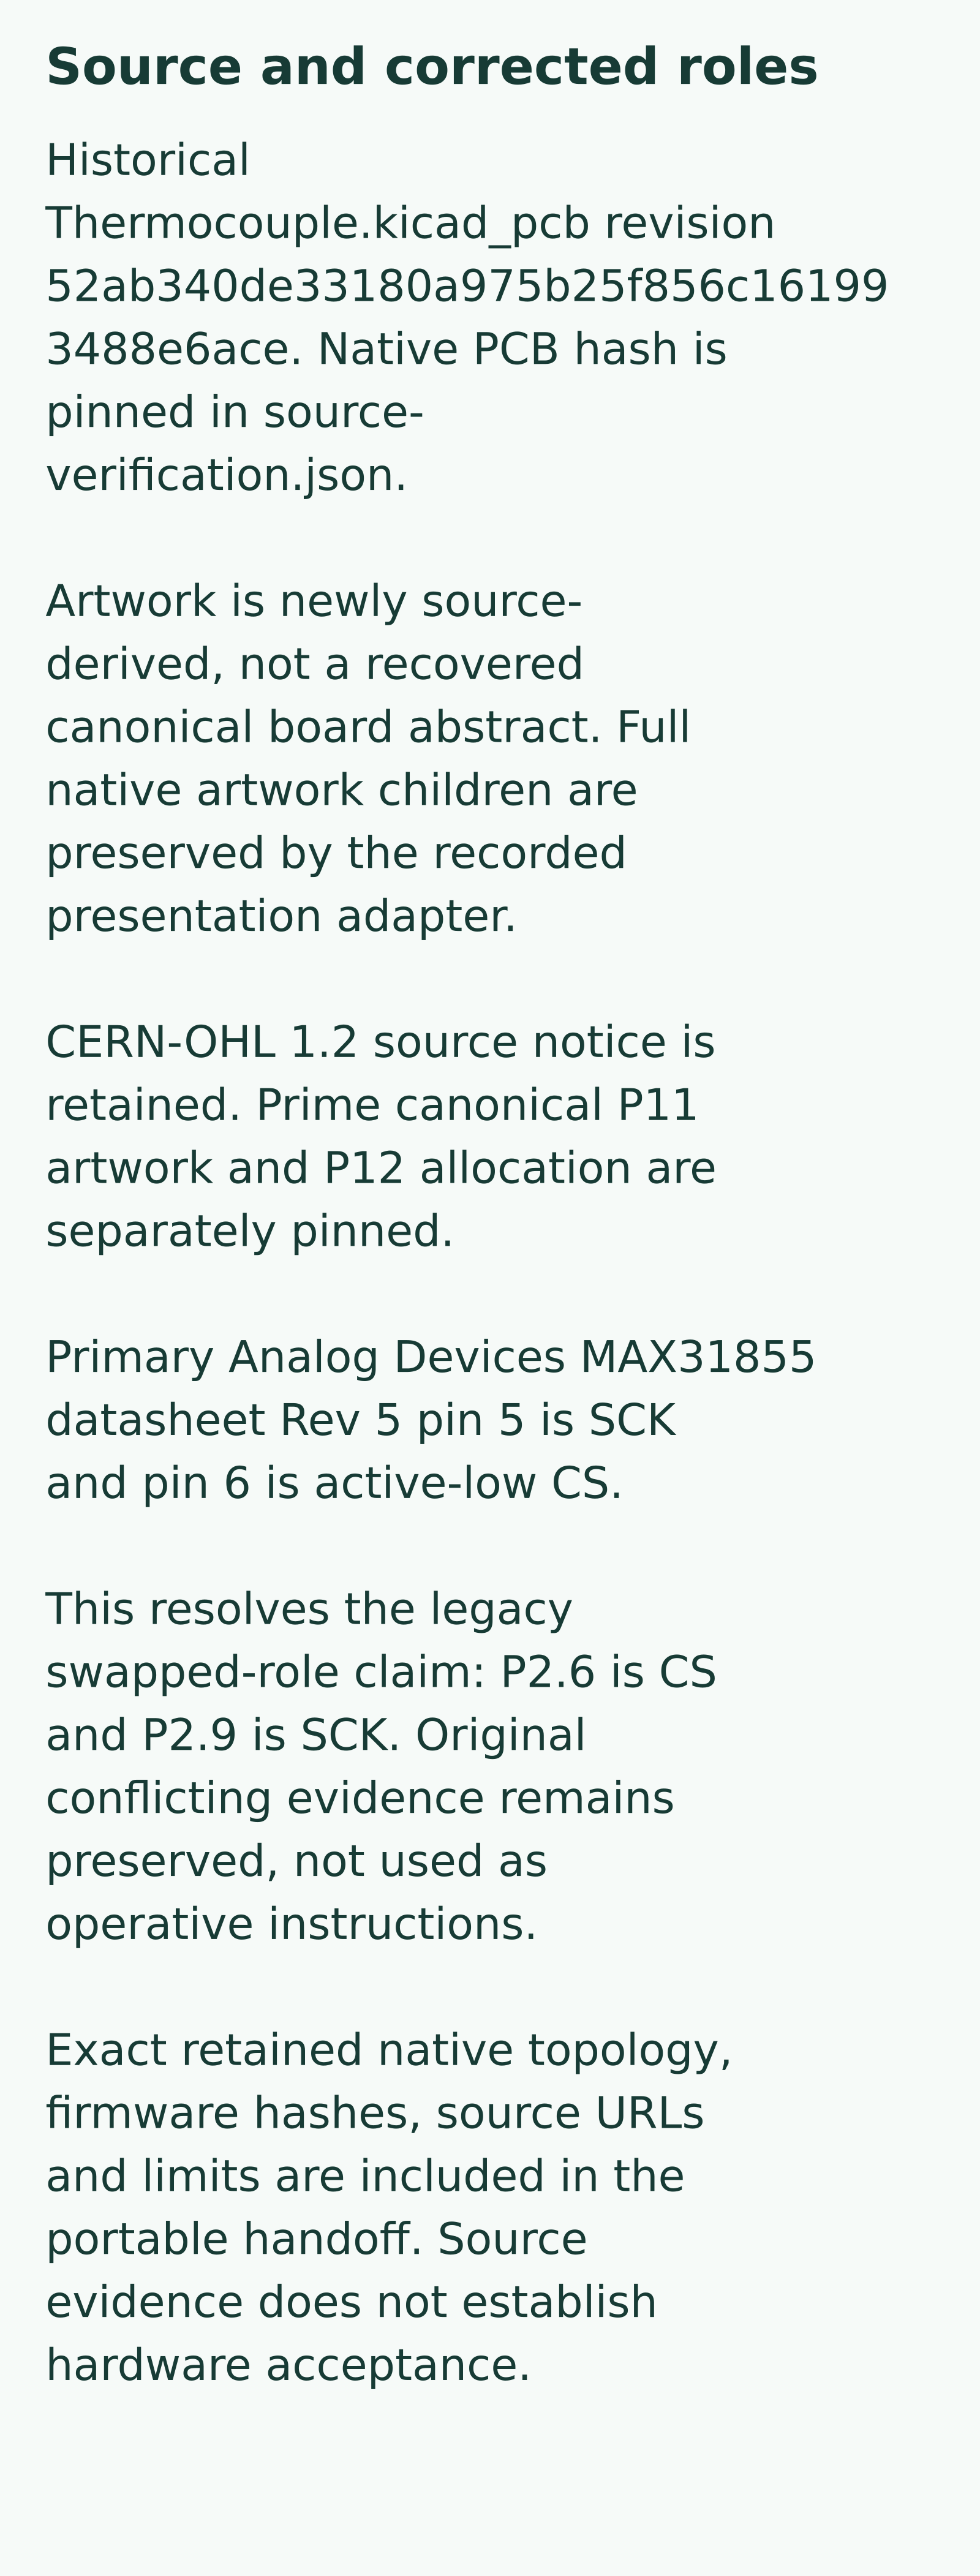 Source and corrected roles
Historical
Thermocouple.kicad_pcb revision
52ab340de33180a975b25f856c16199
3488e6ace. Native PCB hash is
pinned in source-
verification.json.
Artwork is newly source-
derived, not a recovered
canonical board abstract. Full
native artwork children are
preserved by the recorded
presentation adapter.
CERN-OHL 1.2 source notice is
retained. Prime canonical P11
artwork and P12 allocation are
separately pinned.
Primary Analog Devices MAX31855
datasheet Rev 5 pin 5 is SCK
and pin 6 is active-low CS.
This resolves the legacy
swapped-role claim: P2.6 is CS
and P2.9 is SCK. Original
conflicting evidence remains
preserved, not used as
operative instructions.
Exact retained native topology,
firmware hashes, source URLs
and limits are included in the
portable handoff. Source
evidence does not establish
hardware acceptance.